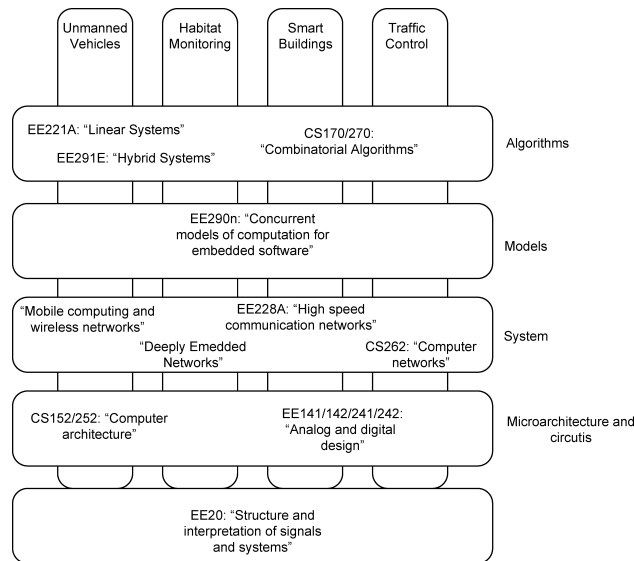 Unmanned
Vehicles
Habitat
Monitoring
Smart
Buildings
Traffic
Control
EE221A: “Linear Systems”
EE291E: “Hybrid Systems”
CS170/270:
“Combinatorial Algorithms”
Algorithms
EE290n: “Concurrent
models of computation for
embedded software”
Models
“Mobile computing and
wireless netrworks”
EE228A: “High speed
communication networks”
“Deeply Emedded
Networks”
CS262: “Computer
networks”
System
CS152/252: “Computer
architecture”
EE141/142/241/242:
“Analog and digital
design”
Microarchitecture and
circutis
EE20: “Structure and
interpretation of signals
and systems”